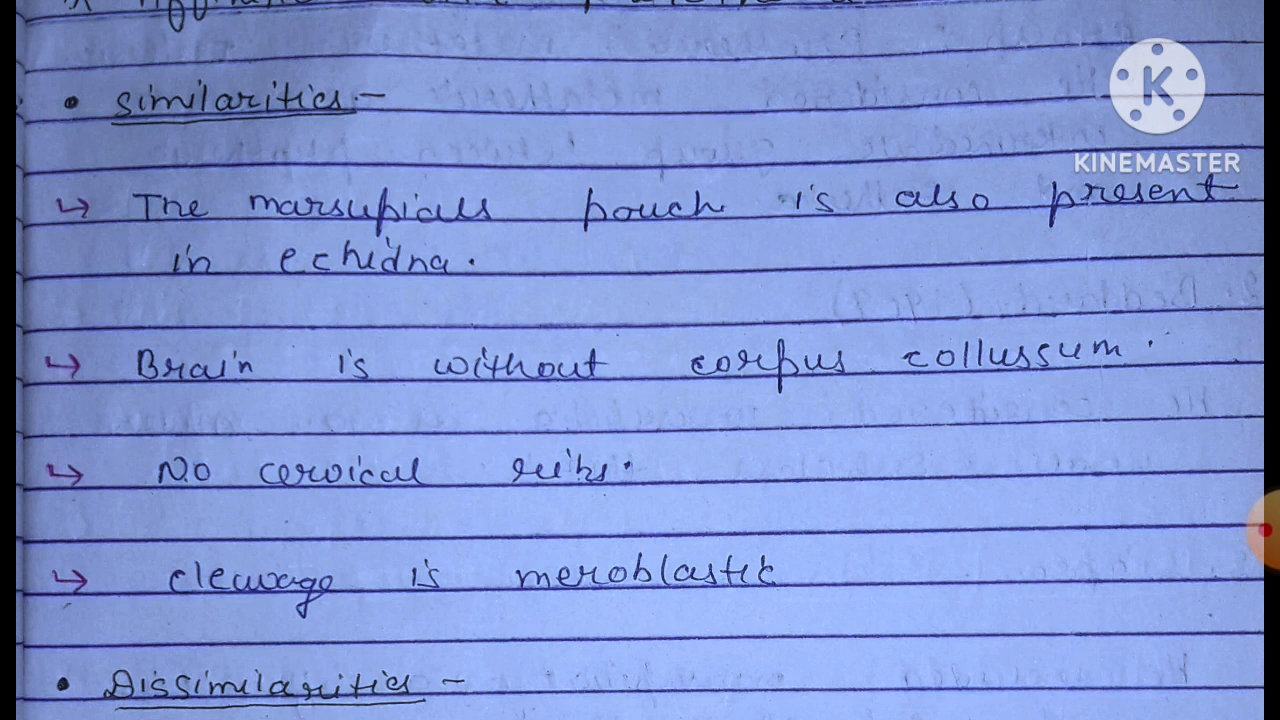 • Similarities:-
K
KINEMASTER
↳ The marsupials pouch is also present
in echidna.
↳ Brain is without corpus collussum.
↳ No cervical ribs.
↳ cleavage is meroblastic
• Dissimilarities -